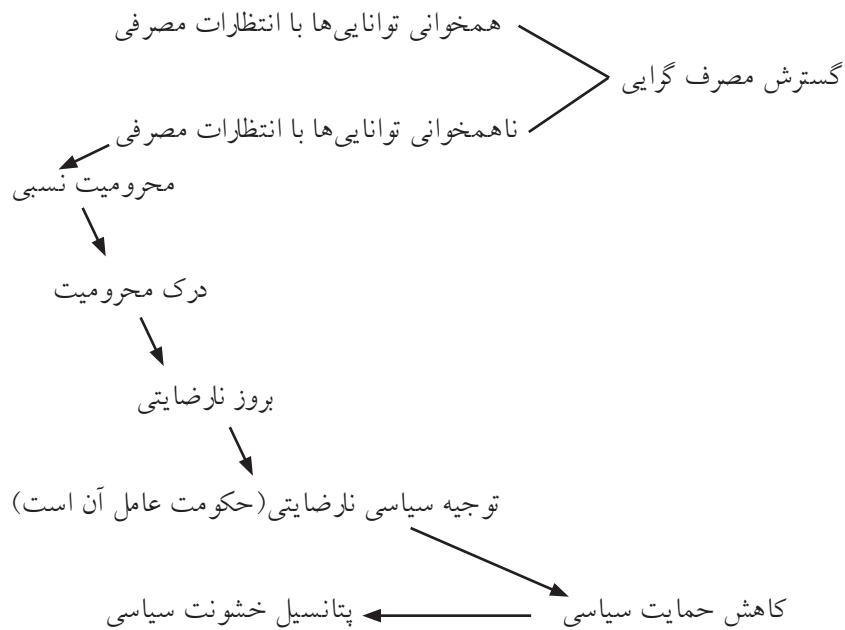 همخوانی توانایی‌ها با انتظارات مصرفی
گسترش مصرف گرایی
ناهمخوانی توانایی‌ها با انتظارات مصرفی
محرومیت نسبی
درک محرومیت
بروز نارضایتی
توجیه سیاسی نارضایتی(حکومت عامل آن است)
کاهش حمایت سیاسی
پتانسیل خشونت سیاسی